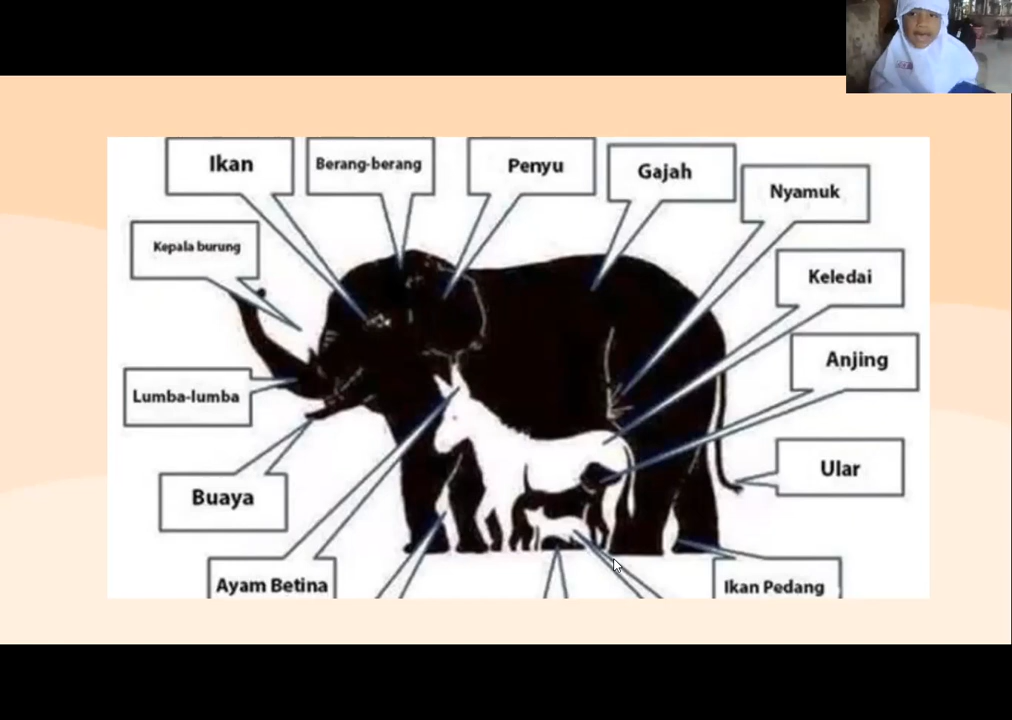 Ikan
Berang-berang
Penyu
Gajah
Nyamuk
Kepala burung
Keledai
Anjing
Lumba-lumba
Ular
Buaya
Ayam Betina
Ikan Pedang